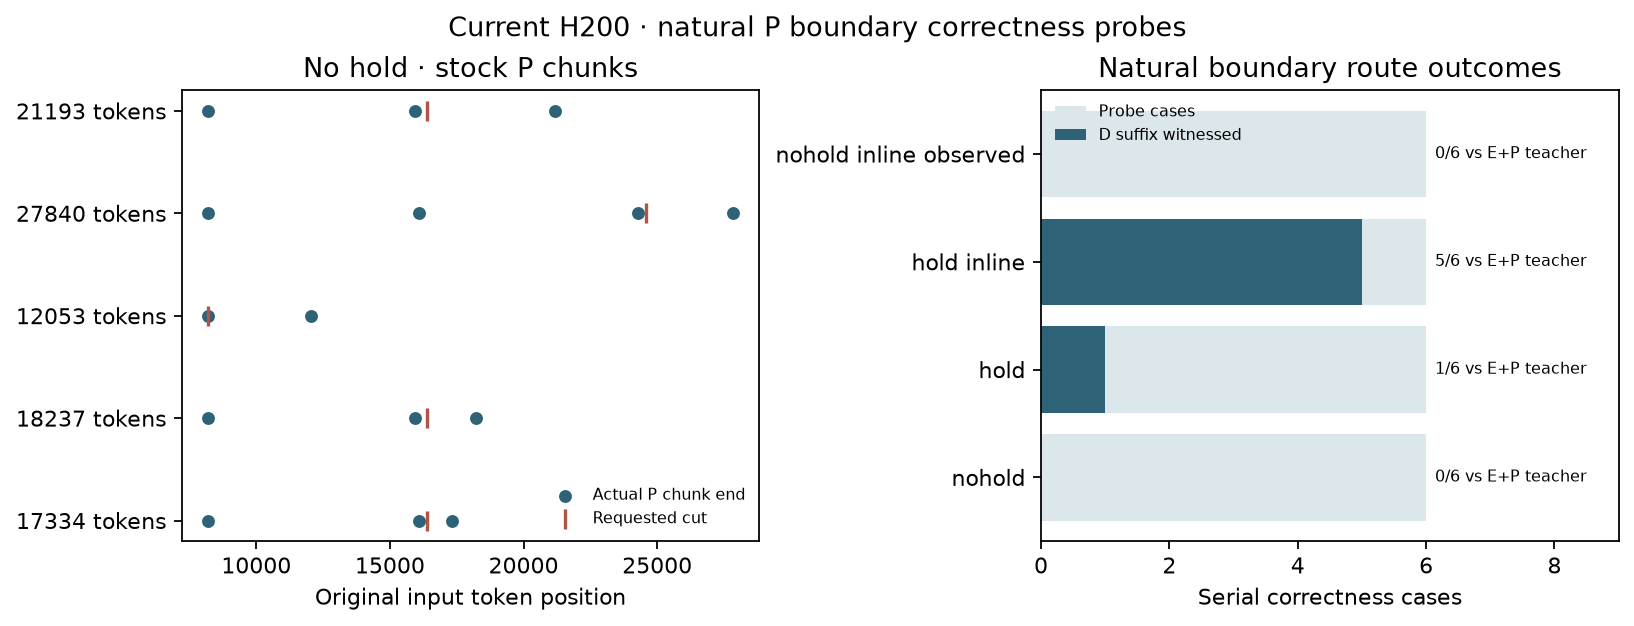 Current H200 · natural P boundary correctness probes
No hold · stock P chunks
21193 tokens
27840 tokens
12053 tokens
18237 tokens
17334 tokens
Actual P chunk end
Requested cut
10000 15000 20000 25000
Original input token position
Natural boundary route outcomes
Probe cases
D suffix witnessed
nohold inline observed
0/6 vs E+P teacher
hold inline
5/6 vs E+P teacher
hold
1/6 vs E+P teacher
nohold
0/6 vs E+P teacher
0 2 4 6 8
Serial correctness cases